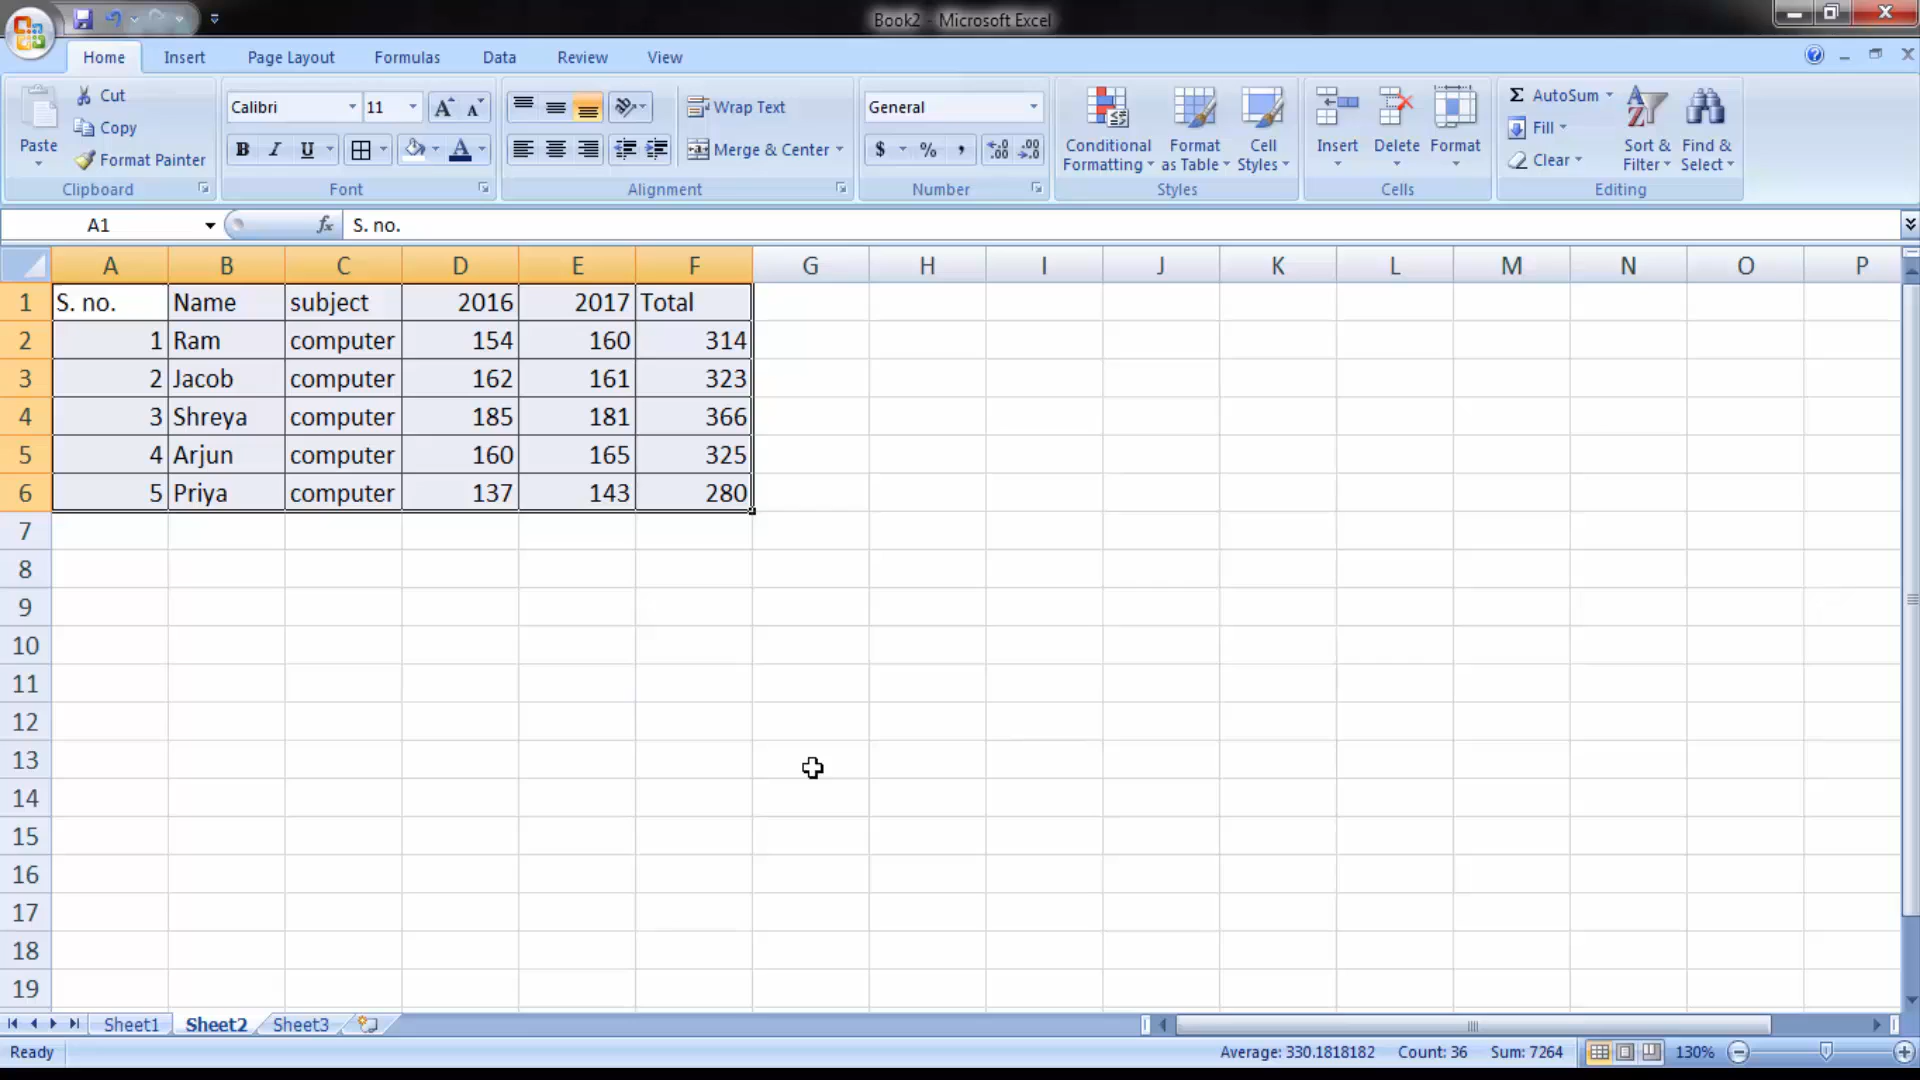 Book2 - Microsoft Excel
Home Insert Page Layout Formulas Data Review View
Paste
Cut
Copy
Format Painter
Clipboard
Calibri 11
B I U
Font
Wrap Text
Merge & Center
Alignment
General
$ % ,
Number
Conditional Formatting
Format as Table
Cell Styles
Styles
Insert Delete Format
Cells
Σ AutoSum
Fill
Clear
Sort & Filter
Find & Select
Editing
A1 fx S. no.
A B C D E F G H I J K L M N O P
1 S. no. Name subject 2016 2017 Total
2 1 Ram computer 154 160 314
3 2 Jacob computer 162 161 323
4 3 Shreya computer 185 181 366
5 4 Arjun computer 160 165 325
6 5 Priya computer 137 143 280
7
8
9
10
11
12
13
14
15
16
17
18
19
Sheet1 Sheet2 Sheet3
Ready Average: 330.1818182 Count: 36 Sum: 7264 130%